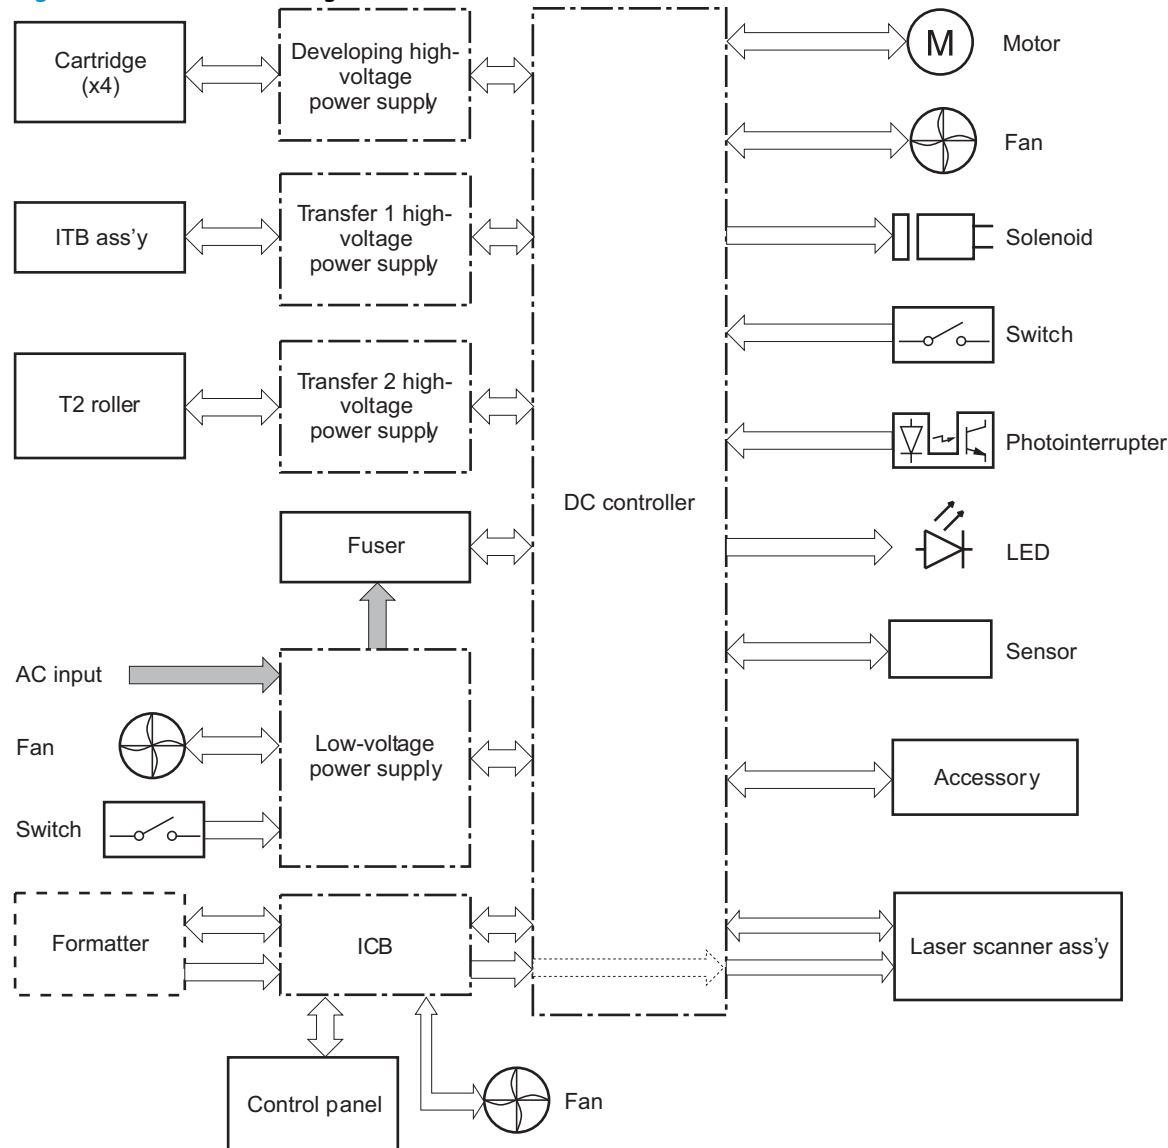 Cartridge
(x4)
Developing high-
voltage
power supply
M
Motor
Fan
ITB ass'y
Transfer 1 high-
voltage
power supply
Solenoid
Switch
T2 roller
Transfer 2 high-
voltage
power supply
Photointerrupter
DC controller
Fuser
LED
Sensor
AC input
Fan
Low-voltage
power supply
Switch
Accessory
Formatter
ICB
Laser scanner ass'y
Control panel
Fan